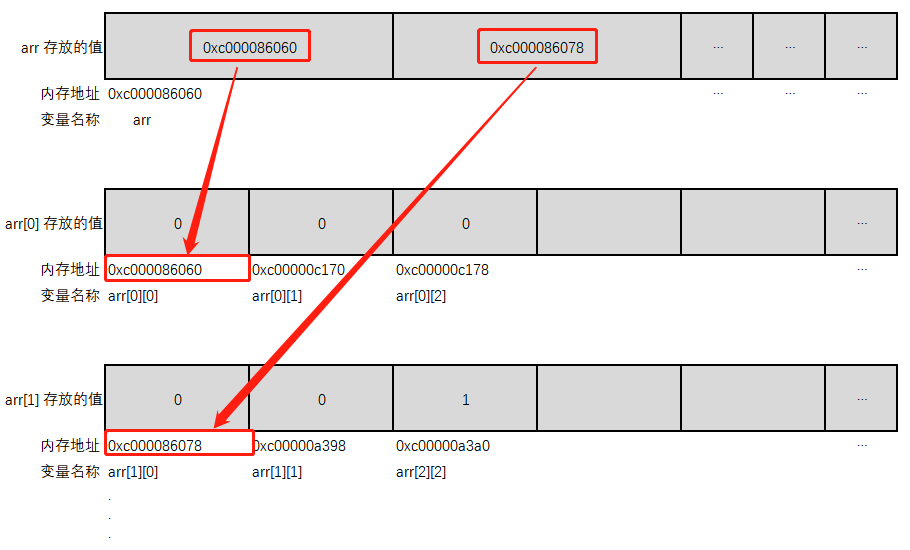 arr 存放的值 0xc000086060 0xc000086078 ... ... ...
内存地址 0xc000086060 ... ... ...
变量名称 arr
arr[0] 存放的值 0 0 0 ...
内存地址 0xc000086060 0xc00000c170 0xc00000c178 ...
变量名称 arr[0][0] arr[0][1] arr[0][2]
arr[1] 存放的值 0 0 1 ...
内存地址 0xc000086078 0xc00000a398 0xc00000a3a0 ...
变量名称 arr[1][0] arr[1][1] arr[2][2]
.
.
.